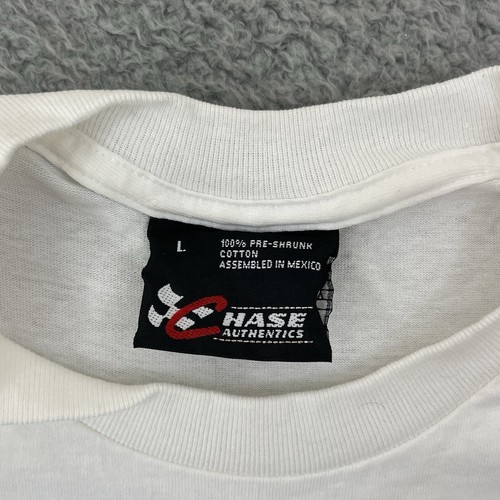 L
100% PRE-SHRUNK
COTTON
ASSEMBLED IN MEXICO
CHASE
AUTHENTICS